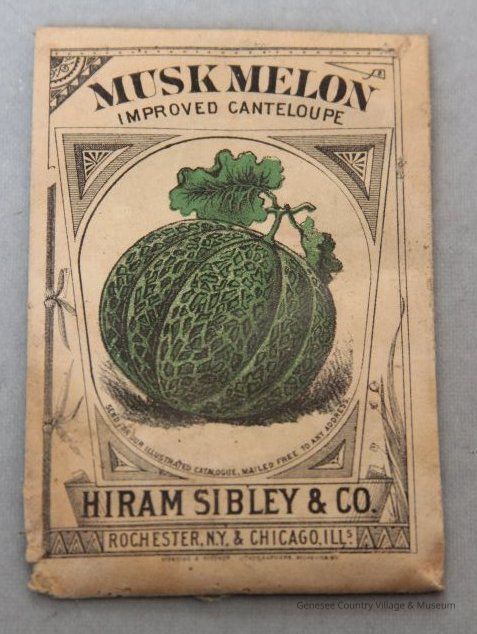 MUSK MELON
IMPROVED CANTELOUPE
SEND FOR OUR ILLUSTRATED CATALOGUE, MAILED FREE TO ANY ADDRESS.
HIRAM SIBLEY & CO.
ROCHESTER, N.Y. & CHICAGO, ILLS
Genesee Country Village & Museum